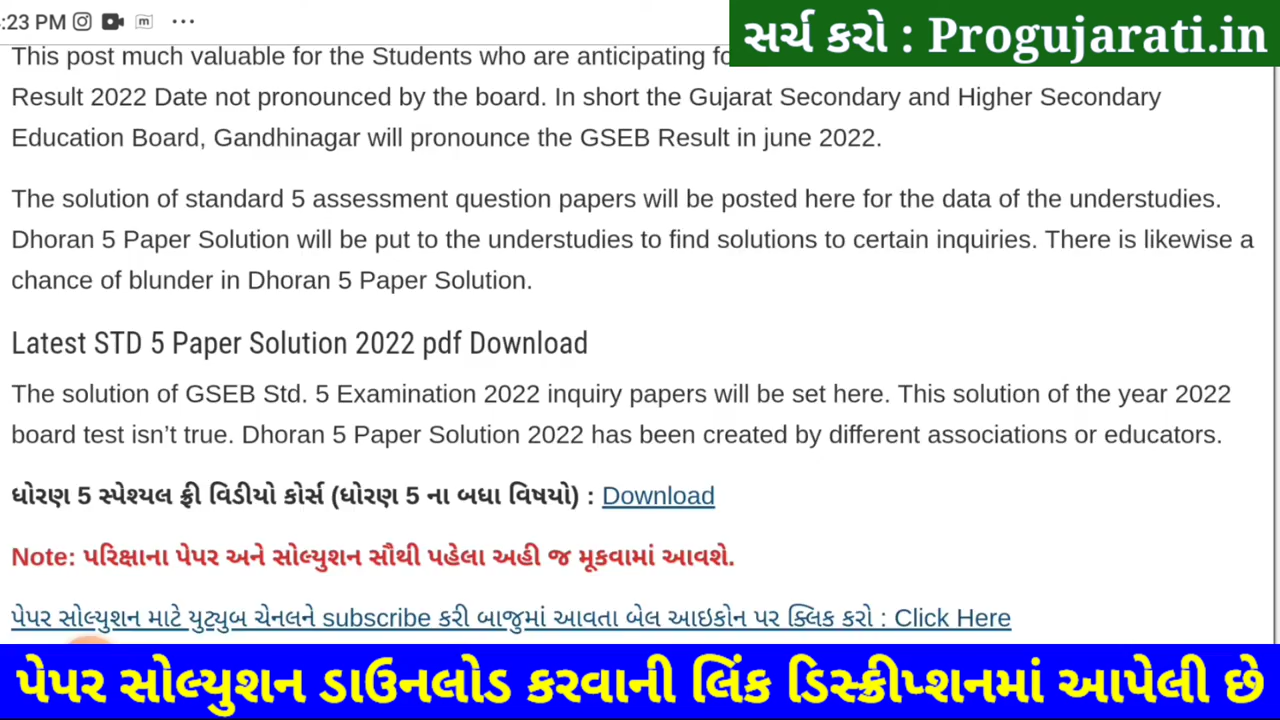 :23 PM
સર્ચ કરો : Progujarati.in
This post much valuable for the Students who are anticipating
Result 2022 Date not pronounced by the board. In short the Gujarat Secondary and Higher Secondary
Education Board, Gandhinagar will pronounce the GSEB Result in june 2022.
The solution of standard 5 assessment question papers will be posted here for the data of the understudies.
Dhoran 5 Paper Solution will be put to the understudies to find solutions to certain inquiries. There is likewise a
chance of blunder in Dhoran 5 Paper Solution.
Latest STD 5 Paper Solution 2022 pdf Download
The solution of GSEB Std. 5 Examination 2022 inquiry papers will be set here. This solution of the year 2022
board test isn’t true. Dhoran 5 Paper Solution 2022 has been created by different associations or educators.
ધોરણ 5 સ્પેશ્યલ ફ્રી વિડીયો કોર્સ (ધોરણ 5 ના બધા વિષયો) : Download
Note: પરિક્ષાના પેપર અને સોલ્યુશન સૌથી પહેલા અહી જ મૂકવામાં આવશે.
પેપર સોલ્યુશન માટે યુટ્યુબ ચેનલને subscribe કરી બાજુમાં આવતા બેલ આઇકોન પર ક્લિક કરો : Click Here
પેપર સોલ્યુશન ડાઉનલોડ કરવાની લિંક ડિસ્ક્રીપ્શનમાં આપેલી છે